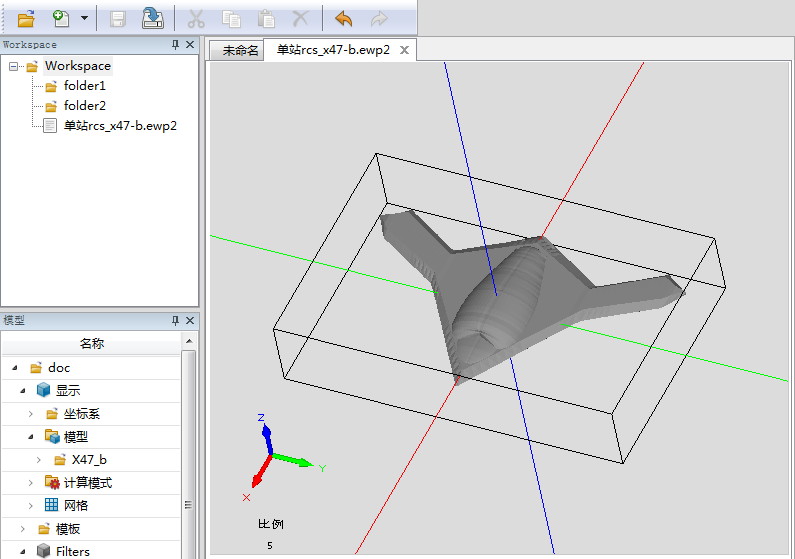 Workspace
Workspace
folder1
folder2
单站rcs_x47-b.ewp2
模型
名称
doc
显示
坐标系
模型
X47_b
计算模式
网格
模板
Filters
未命名
单站rcs_x47-b.ewp2
Z
Y
X
比例
5